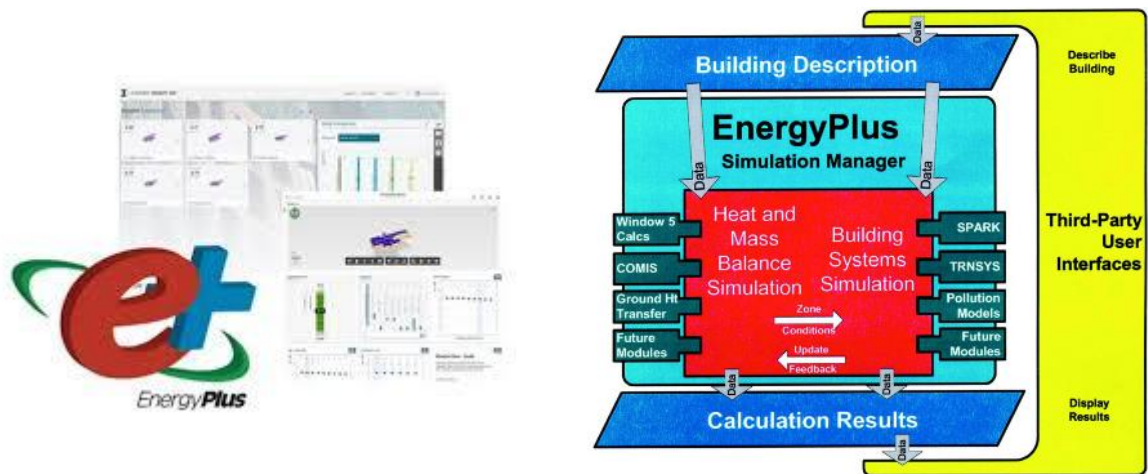 e+
EnergyPlus
Data
Building Description
Describe
Building
EnergyPlus
Simulation Manager
Data
Data
Window 5
Calcs
COMIS
Ground Ht
Transfer
Future
Modules
Heat and
Mass
Balance
Simulation
Building
Systems
Simulation
Zone
Conditions
Update
Feedback
SPARK
TRNSYS
Pollution
Models
Future
Modules
Third-Party
User
Interfaces
Data
Data
Calculation Results
Display
Results
Data